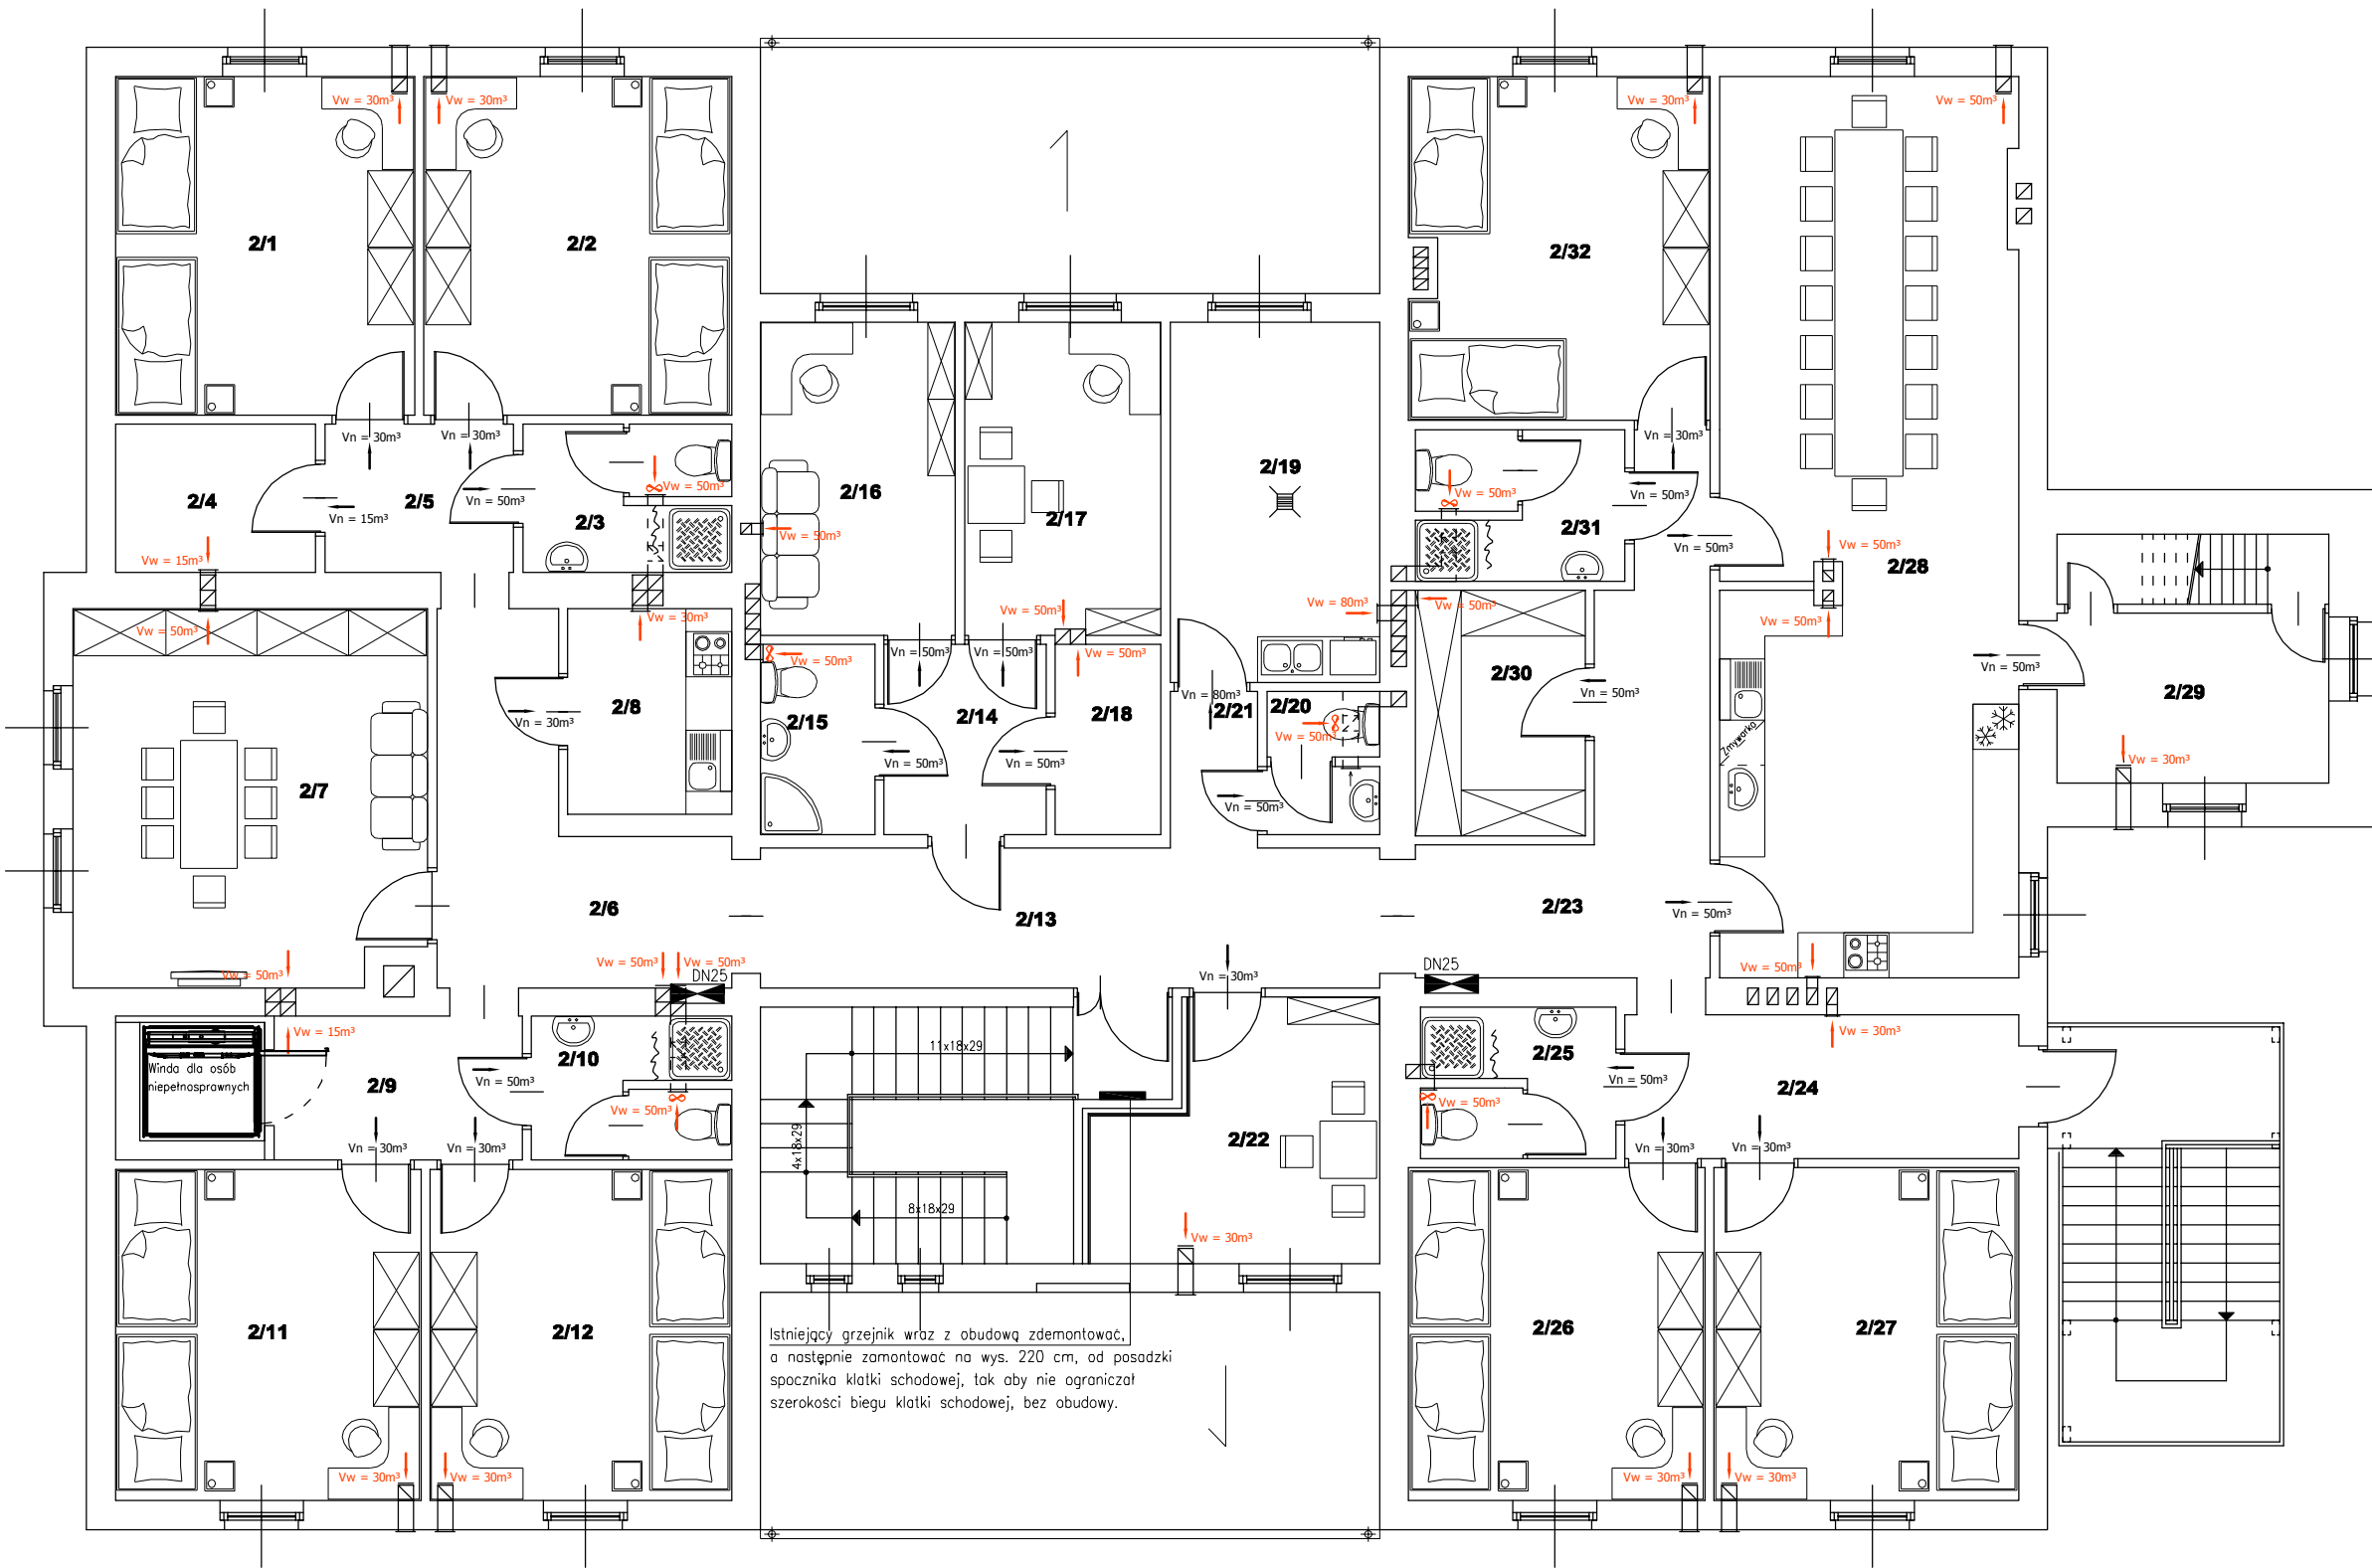 Vw = 30m³
Vw = 30m³
Vw = 30m³
Vw = 50m³
2/1
2/2
2/32
Vn = 30m³
Vn = 30m³
Vn = 30m³
2/4
2/5
Vn = 50m³
Vn = 15m³
2/3
Vw = 50m³
Vw = 15m³
2/16
2/17
2/19
Vw = 50m³
Vw = 50m³
Vn = 50m³
2/31
Vn = 50m³
Vw = 50m³
2/28
Vw = 50m³
Vw = 30m³
Vw = 50m³
Vw = 80m³
Vw = 50m³
Vw = 50m³
Vw = 50m³
Vn = 50m³
Vn = 50m³
Vw = 50m³
Vn = 50m³
2/8
Vn = 30m³
2/15
2/14
2/18
Vn = 80m³
2/21
2/20
Vw = 50m³
2/30
Vn = 50m³
2/29
Zmywarka
Vn = 50m³
Vn = 50m³
Vn = 50m³
Vw = 30m³
2/7
2/6
2/13
2/23
Vn = 50m³
Vw = 50m³
Vw = 50m³
Vw = 50m³
DN25
Vn = 30m³
DN25
Vw = 50m³
Vw = 15m³
Winda dla osób
niepełnosprawnych
2/9
2/10
Vn = 50m³
Vw = 50m³
11x18x29
4x18x29
8x18x29
2/22
2/25
Vn = 50m³
Vw = 50m³
Vw = 30m³
2/24
Vn = 30m³
Vn = 30m³
Vn = 30m³
Vn = 30m³
Vw = 30m³
2/11
2/12
2/26
2/27
Istniejący grzejnik wraz z obudową zdemontować,
a następnie zamontować na wys. 220 cm, od posadzki
spocznika klatki schodowej, tak aby nie ograniczał
szerokości biegu klatki schodowej, bez obudowy.
Vw = 30m³
Vw = 30m³
Vw = 30m³
Vw = 30m³